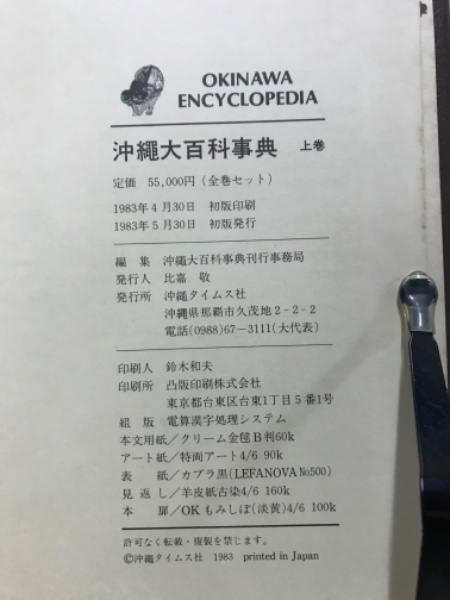 OKINAWA
ENCYCLOPEDIA
沖繩大百科事典 上巻
定価 55,000円(全巻セット)
1983年4月30日 初版印刷
1983年5月30日 初版発行
編集 沖繩大百科事典刊行事務局
発行人 比嘉 敬
発行所 沖繩タイムス社
沖繩県那覇市久茂地2-2-2
電話(0988)67-3111(大代表)
印刷人 鈴木和夫
印刷所 凸版印刷株式会社
東京都台東区台東1丁目5番1号
組版 電算漢字処理システム
本文用紙/クリーム金毬B判60k
アート紙/特両アート4/6 90k
表紙/カブラ黒(LEFANOVA №500)
見返し/羊皮紙古染4/6 160k
本扉/OKもみしぼ(淡黄)4/6 100k
許可なく転載・複製を禁じます。
©沖繩タイムス社 1983 printed in Japan